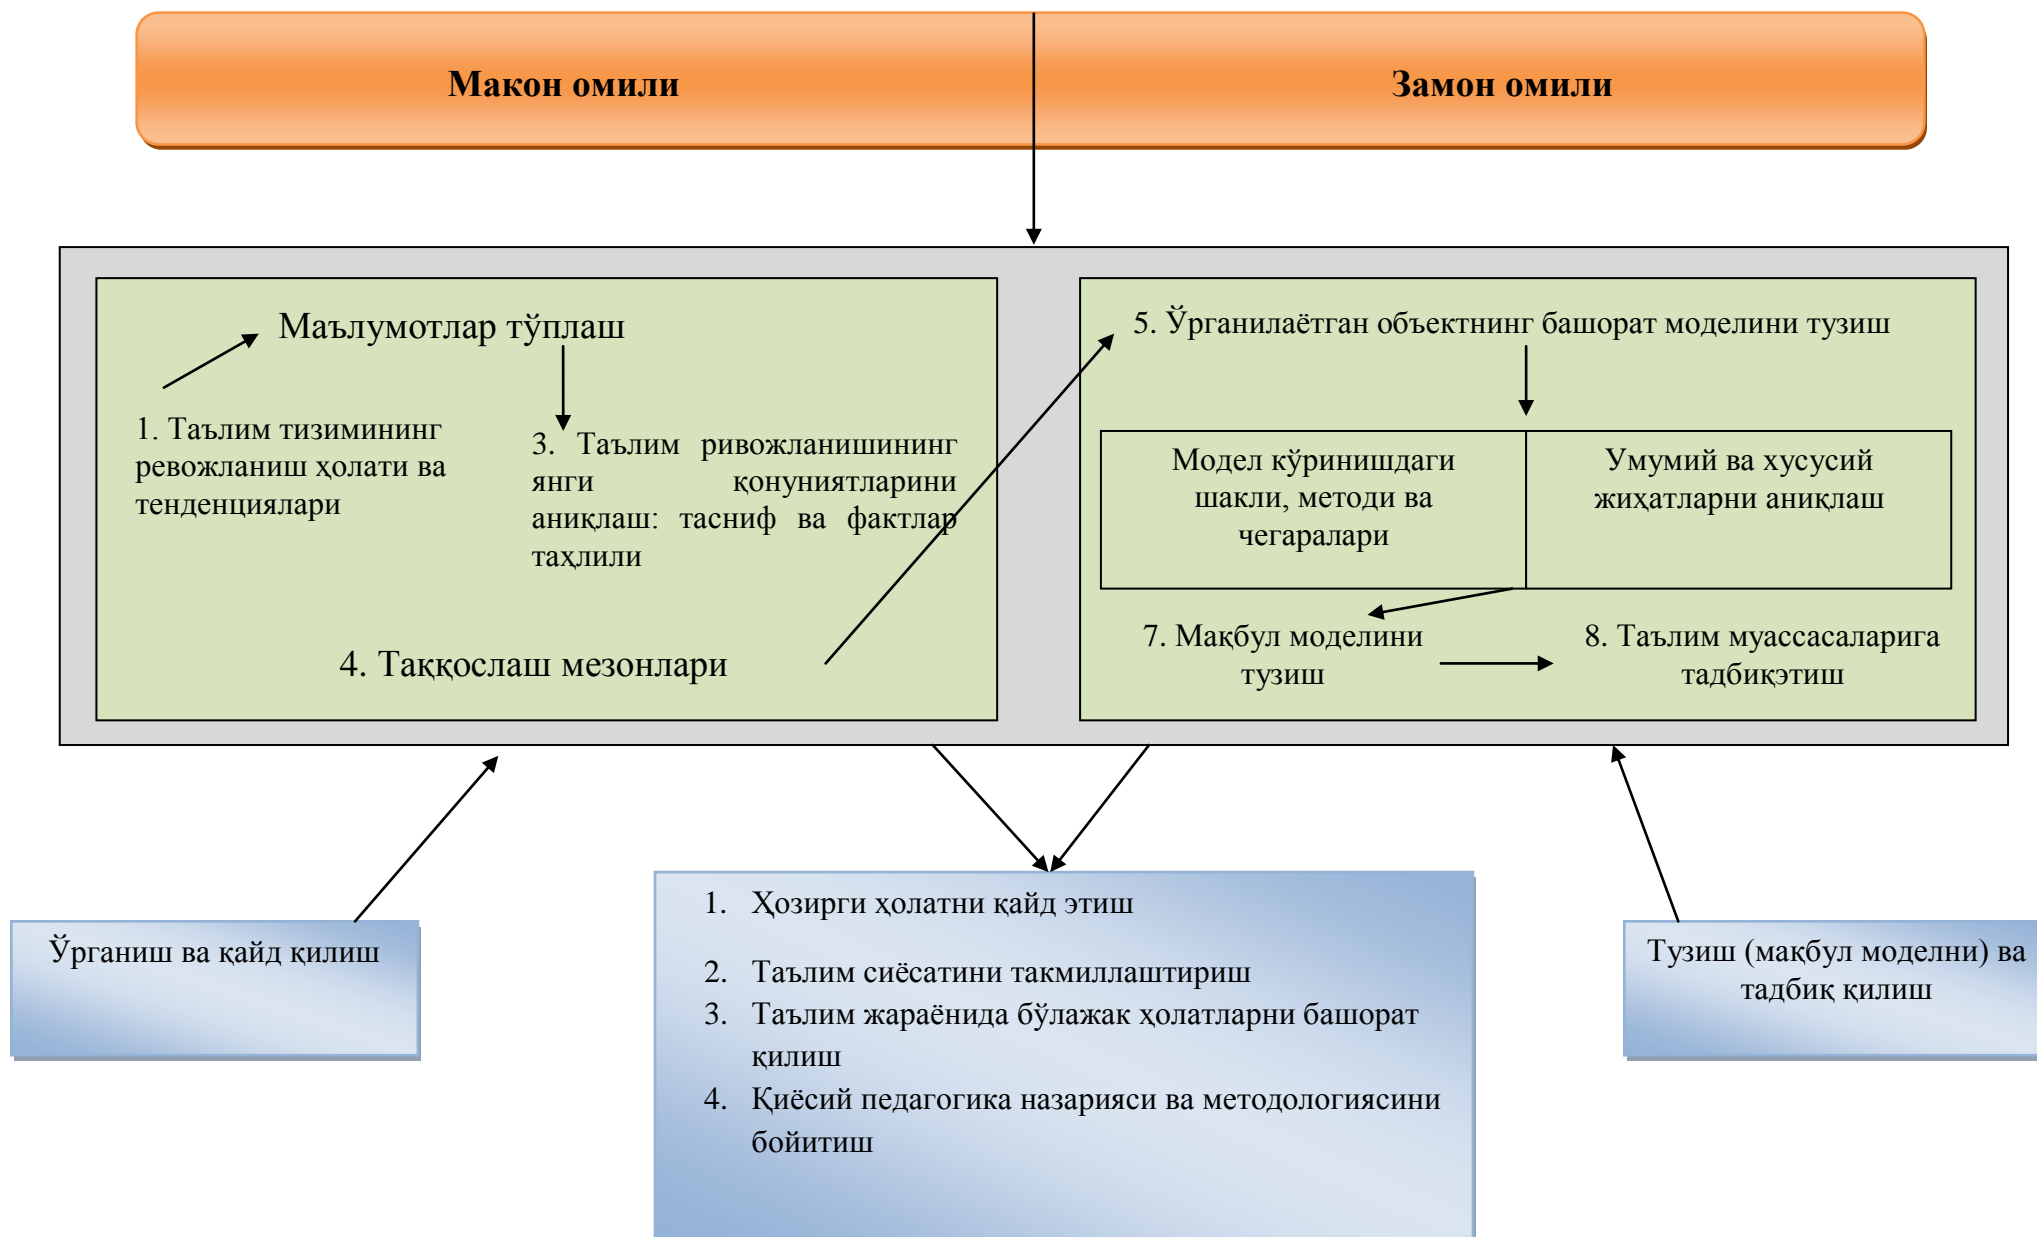 Макон омили
Замон омили
Маълумотлар тўплаш
1. Таълим тизимининг
ревожланиш ҳолати ва
тенденциялари
3. Таълим ривожланишининг
янги қонуниятларини
аниқлаш: тасниф ва фактлар
таҳлили
4. Таққослаш мезонлари
5. Ўрганилаётган объектнинг башорат моделини тузиш
Модел кўринишдаги
шакли, методи ва
чегаралари
Умумий ва хусусий
жиҳатларни аниқлаш
7. Мақбул моделини
тузиш
8. Таълим муассасаларига
тадбиқэтиш
Ўрганиш ва қайд қилиш
1. Ҳозирги ҳолатни қайд этиш
2. Таълим сиёсатини такмиллаштириш
3. Таълим жараёнида бўлажак ҳолатларни башорат
қилиш
4. Қиёсий педагогика назарияси ва методологиясини
бойитиш
Тузиш (мақбул моделни) ва
тадбиқ қилиш